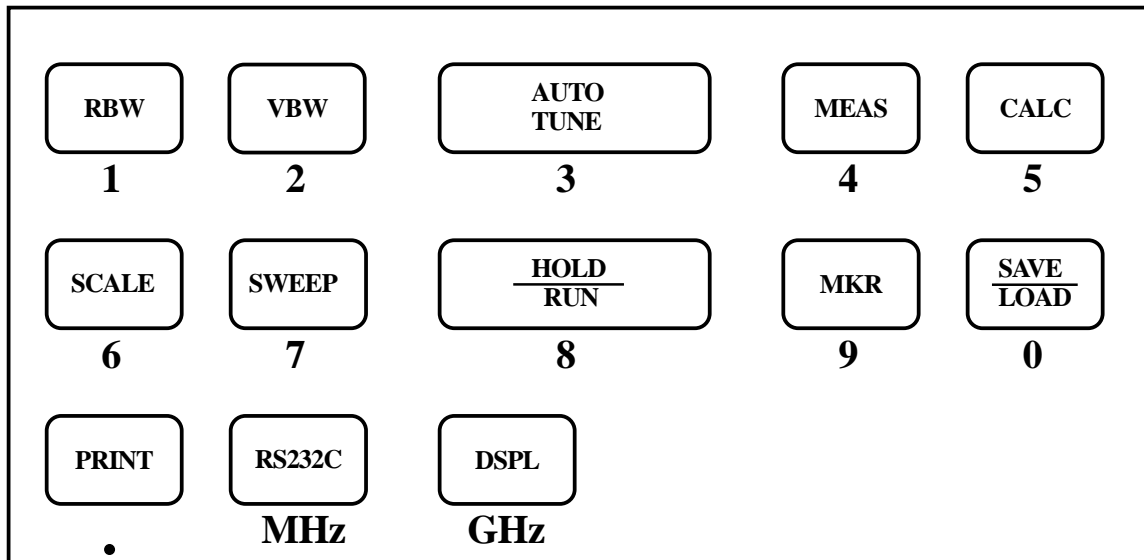 RBW VBW AUTO TUNE MEAS CALC
1 2 3 4 5
SCALE SWEEP HOLD RUN MKR SAVE LOAD
6 7 8 9 0
PRINT RS232C DSPL
. MHz GHz